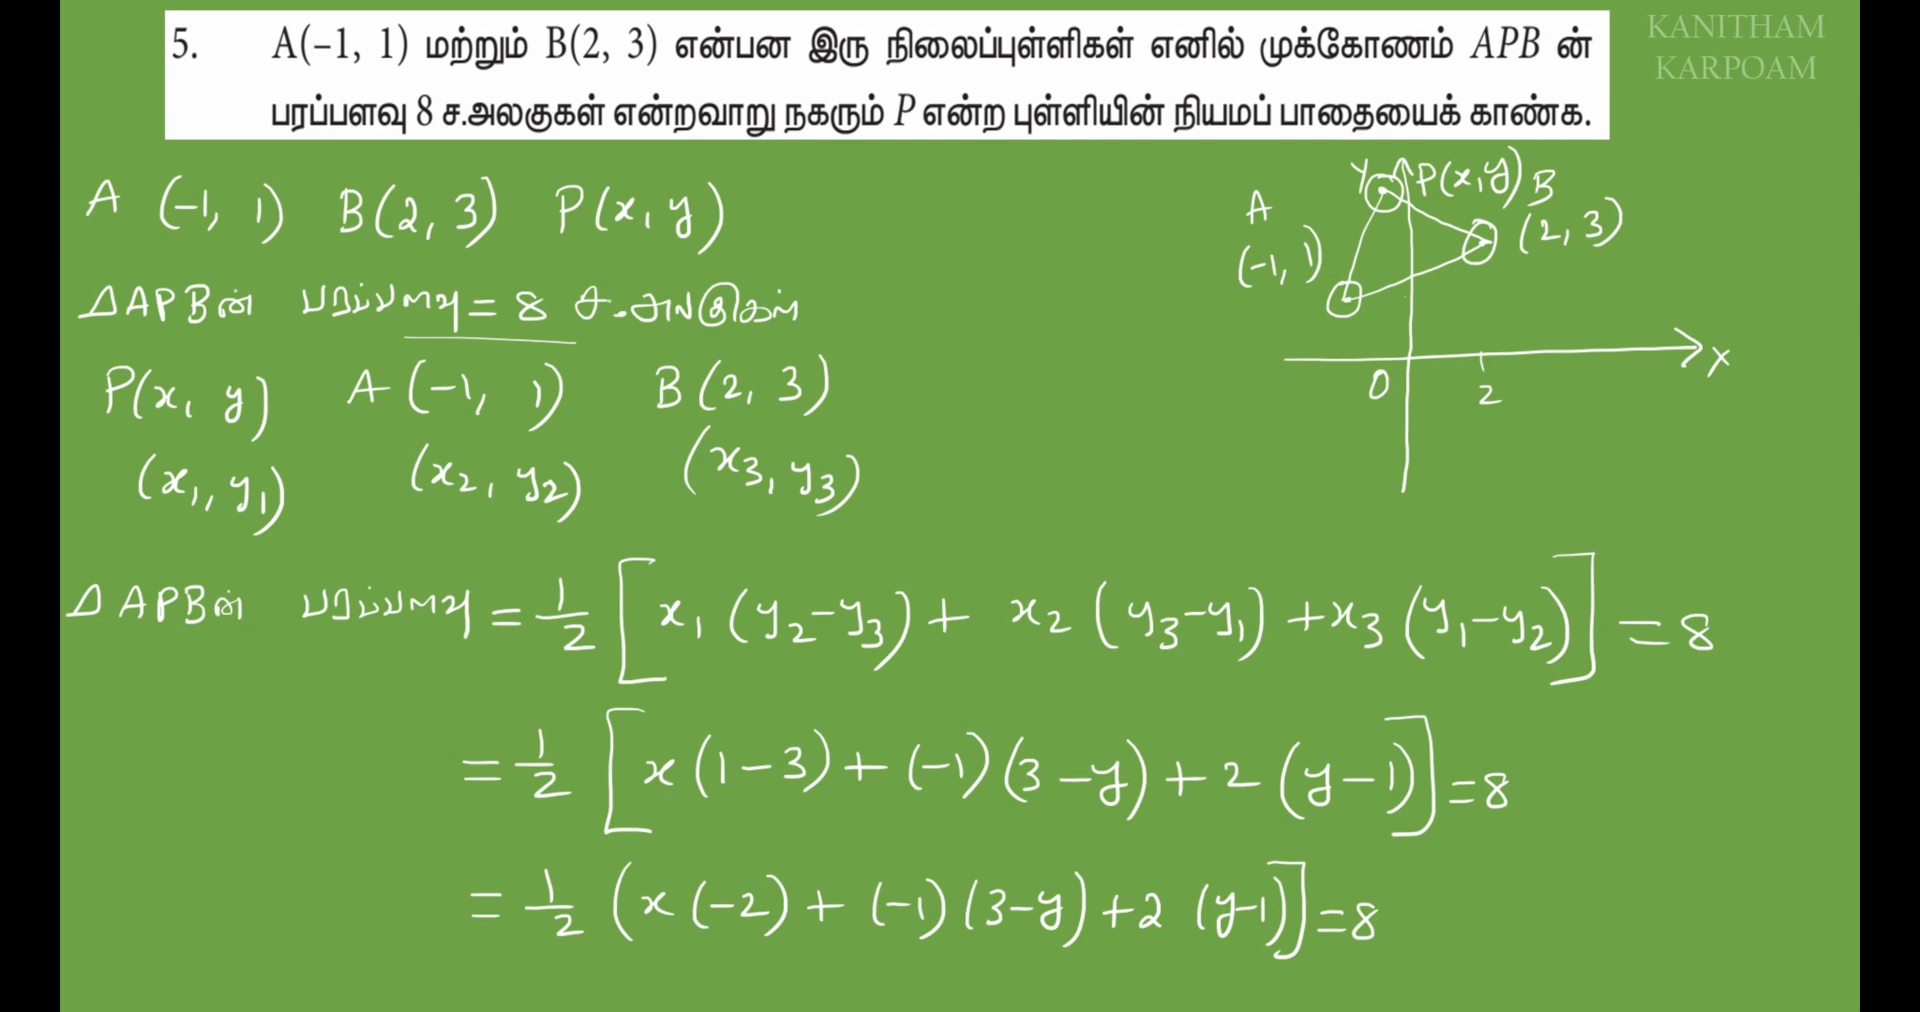 KANITHAM
KARPOAM
5. A(–1, 1) மற்றும் B(2, 3) என்பன இரு நிலைப்புள்ளிகள் எனில் முக்கோணம் APB ன்
பரப்பளவு 8 ச.அலகுகள் என்றவாறு நகரும் P என்ற புள்ளியின் நியமப் பாதையைக் காண்க.
A (-1, 1) B(2, 3) P(x, y)
ΔAPBன் பரப்பளவு = 8 ச.அலகுகள்
P(x, y) A(-1, 1) B(2, 3)
(x₁, y₁) (x₂, y₂) (x₃, y₃)
Y P(x, y) B
A
(2, 3)
(-1, 1)
X
0 2
ΔAPBன் பரப்பளவு = 1/2 [x₁(y₂-y₃) + x₂(y₃-y₁) + x₃(y₁-y₂)] = 8
= 1/2 [x(1-3) + (-1)(3-y) + 2(y-1)] = 8
= 1/2 (x(-2) + (-1)(3-y) + 2(y-1)] = 8